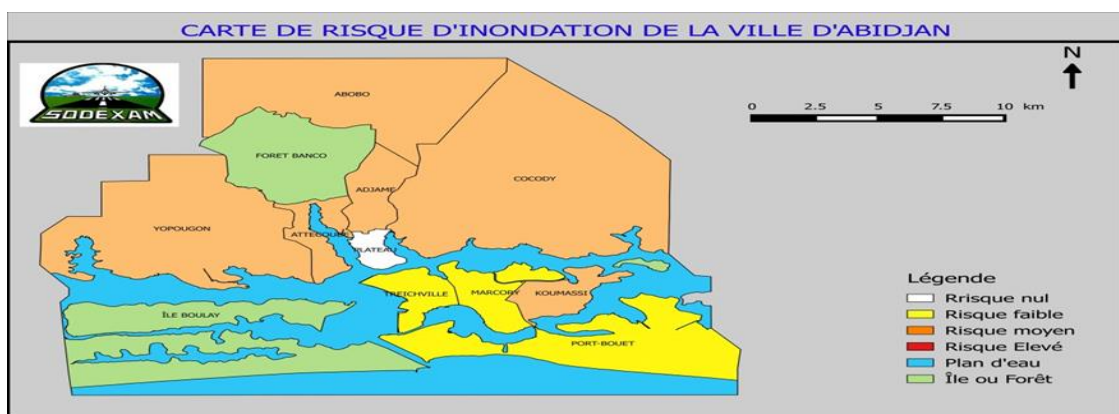 CARTE DE RISQUE D'INONDATION DE LA VILLE D'ABIDJAN
SODEXAM
N
0 2.5 5 7.5 10 km
ABOBO
FORET BANCO
ADJAME
COCODY
YOPOUGON
ATTECOUBE
PLATEAU
TREICHVILLE
MARCORY
KOUMASSI
ÎLE BOULAY
PORT-BOUET
Légende
Rrisque nul
Risque faible
Risque moyen
Risque Elevé
Plan d'eau
Île ou Forêt